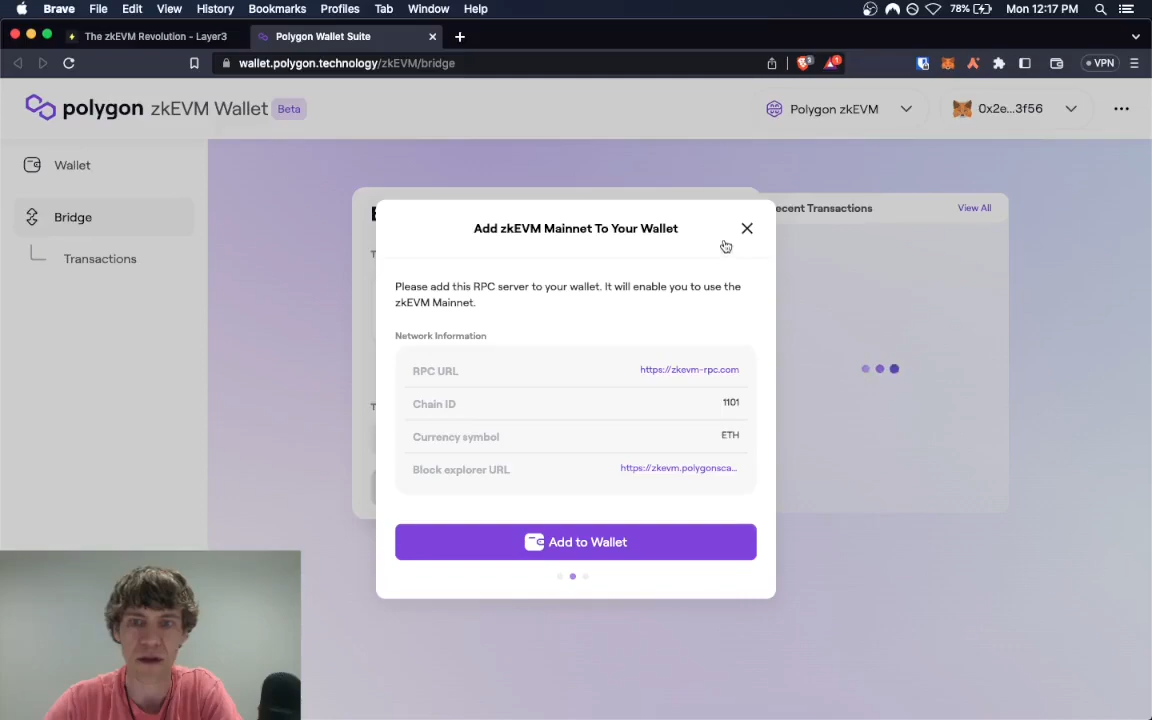 Brave File Edit View History Bookmarks Profiles Tab Window Help 78% Mon 12:17 PM
The zkEVM Revolution - Layer3 Polygon Wallet Suite
wallet.polygon.technology/zkEVM/bridge VPN
polygon zkEVM Wallet Beta Polygon zkEVM 0x2e...3f56
Wallet
Bridge
Transactions
ecent Transactions View All
Add zkEVM Mainnet To Your Wallet
Please add this RPC server to your wallet. It will enable you to use the
zkEVM Mainnet.
Network Information
RPC URL https://zkevm-rpc.com
Chain ID 1101
Currency symbol ETH
Block explorer URL https://zkevm.polygonsca...
Add to Wallet